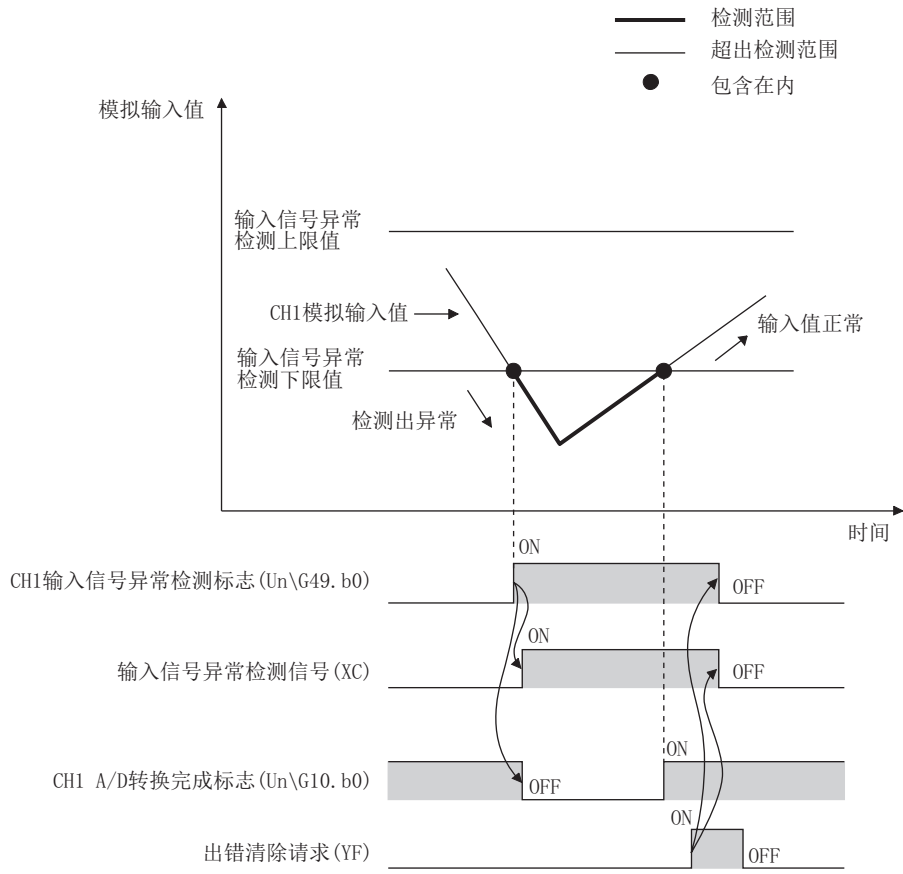 检测范围
超出检测范围
包含在内
模拟输入值
输入信号异常
检测上限值
CH1模拟输入值
输入值正常
输入信号异常
检测下限值
检测出异常
时间
ON
CH1输入信号异常检测标志(Un\G49.b0)
OFF
ON
输入信号异常检测信号(XC)
OFF
ON
CH1 A/D转换完成标志(Un\G10.b0)
OFF
ON
出错清除请求(YF)
OFF